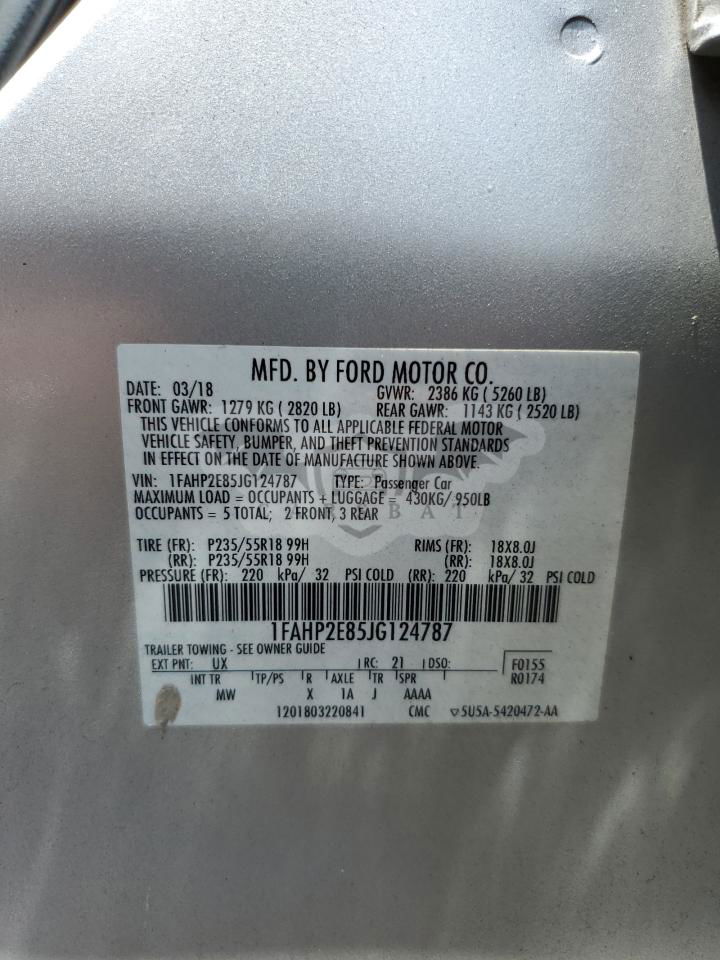 MFD. BY FORD MOTOR CO.
DATE: 03/18 GVWR: 2386 KG ( 5260 LB)
FRONT GAWR: 1279 KG ( 2820 LB) REAR GAWR: 1143 KG ( 2520 LB)
THIS VEHICLE CONFORMS TO ALL APPLICABLE FEDERAL MOTOR
VEHICLE SAFETY, BUMPER, AND THEFT PREVENTION STANDARDS
IN EFFECT ON THE DATE OF MANUFACTURE SHOWN ABOVE.
VIN: 1FAHP2E85JG124787 TYPE: Passenger Car
MAXIMUM LOAD = OCCUPANTS + LUGGAGE = 430KG/ 950LB
OCCUPANTS = 5 TOTAL; 2 FRONT, 3 REAR
TIRE (FR): P235/55R18 99H RIMS (FR): 18X8.0J
(RR): P235/55R18 99H (RR): 18X8.0J
PRESSURE (FR): 220 kPa/ 32 PSI COLD (RR): 220 kPa/ 32 PSI COLD
1FAHP2E85JG124787
TRAILER TOWING - SEE OWNER GUIDE
EXT PNT: UX RC: 21 DSO: F0155
INT TR TP/PS R AXLE TR SPR R0174
MW X 1A J AAAA
1201803220841 CMC ▽5U5A-5420472-AA